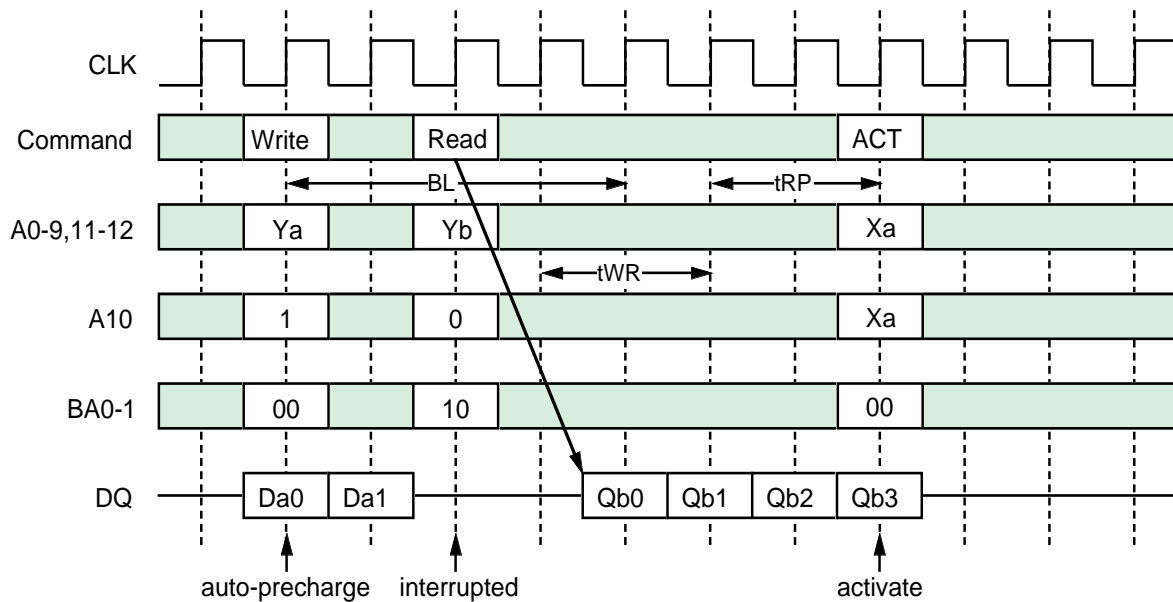 CLK
Command Write Read ACT
BL tRP
A0-9,11-12 Ya Yb Xa
tWR
A10 1 0 Xa
BA0-1 00 10 00
DQ Da0 Da1 Qb0 Qb1 Qb2 Qb3
auto-precharge interrupted activate